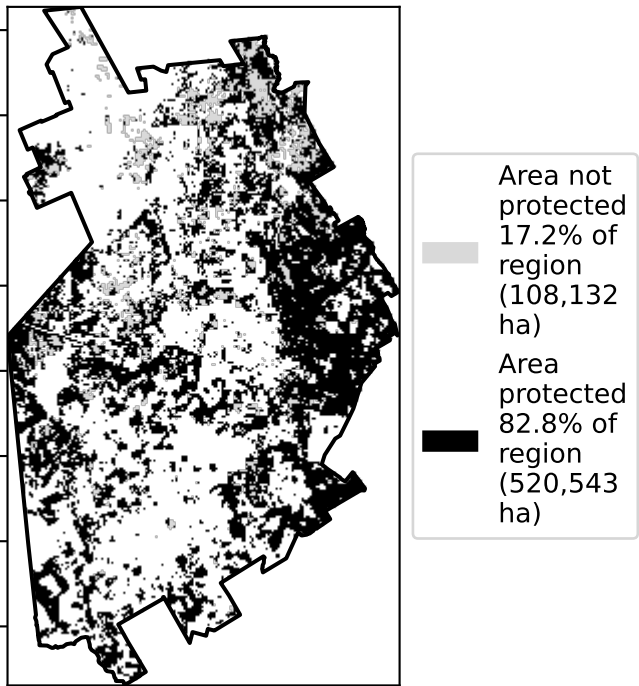 Area not
protected
17.2% of
region
(108,132
ha)
Area
protected
82.8% of
region
(520,543
ha)